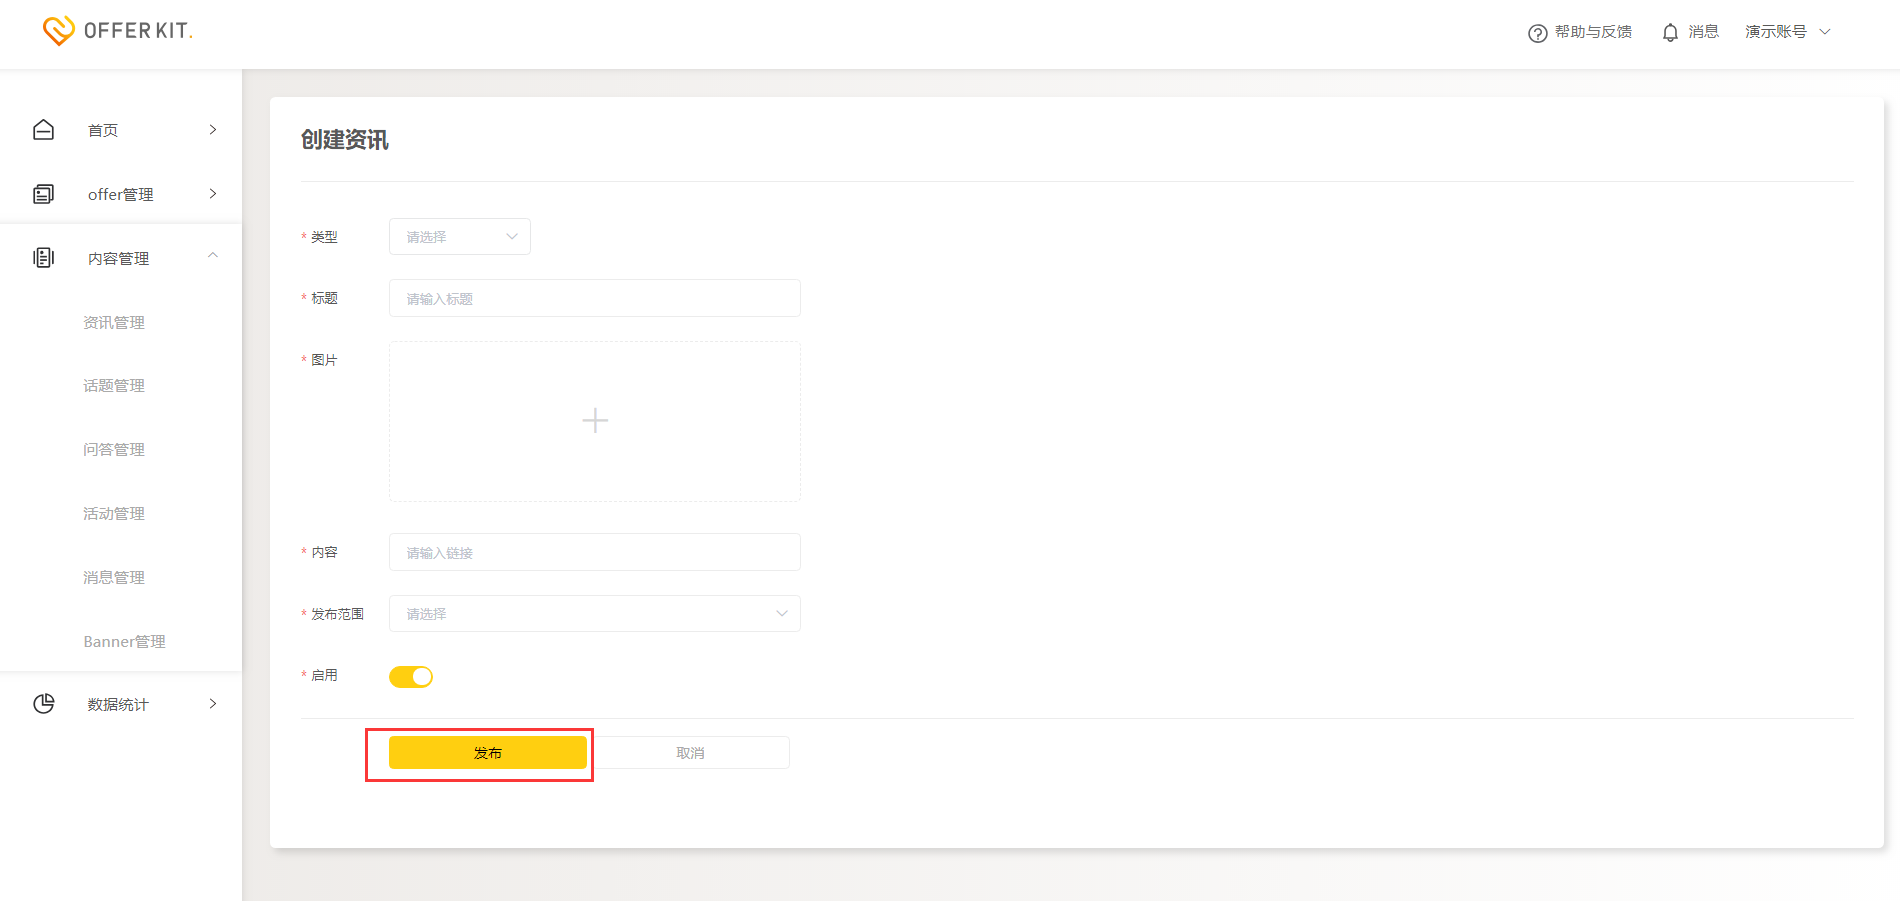 OFFER KIT.
帮助与反馈 消息 演示账号
首页
offer管理
内容管理
资讯管理
话题管理
问答管理
活动管理
消息管理
Banner管理
数据统计
创建资讯
* 类型 请选择
* 标题 请输入标题
* 图片
* 内容 请输入链接
* 发布范围 请选择
* 启用
发布 取消